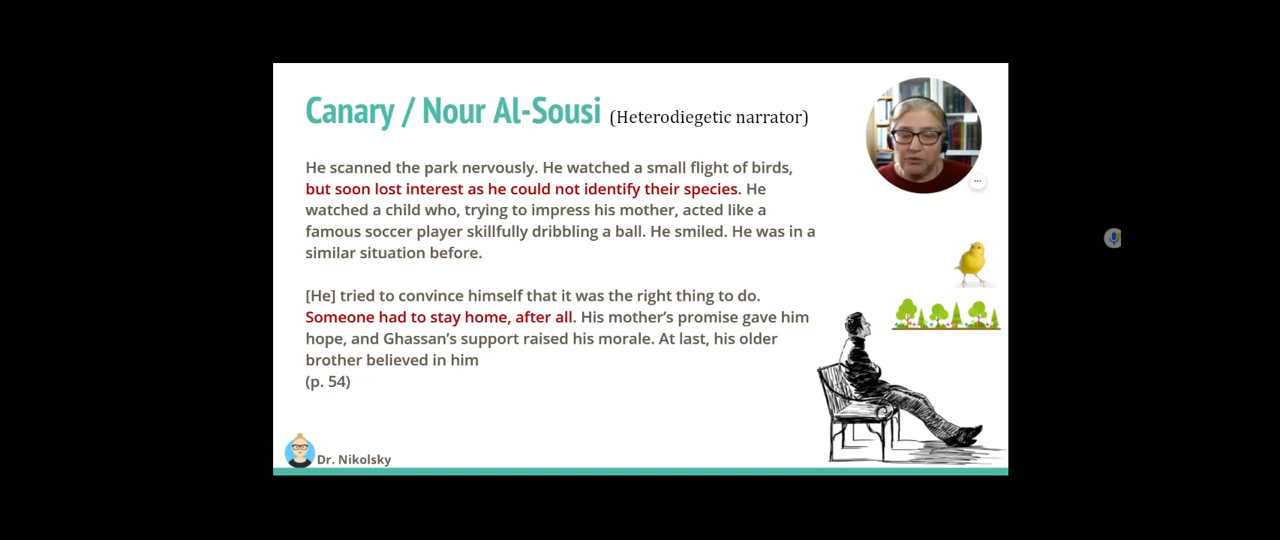 Canary / Nour Al-Sousi (Heterodiegetic narrator)
He scanned the park nervously. He watched a small flight of birds,
but soon lost interest as he could not identify their species. He
watched a child who, trying to impress his mother, acted like a
famous soccer player skillfully dribbling a ball. He smiled. He was in a
similar situation before.
[He] tried to convince himself that it was the right thing to do.
Someone had to stay home, after all. His mother’s promise gave him
hope, and Ghassan’s support raised his morale. At last, his older
brother believed in him
(p. 54)
Dr. Nikolsky